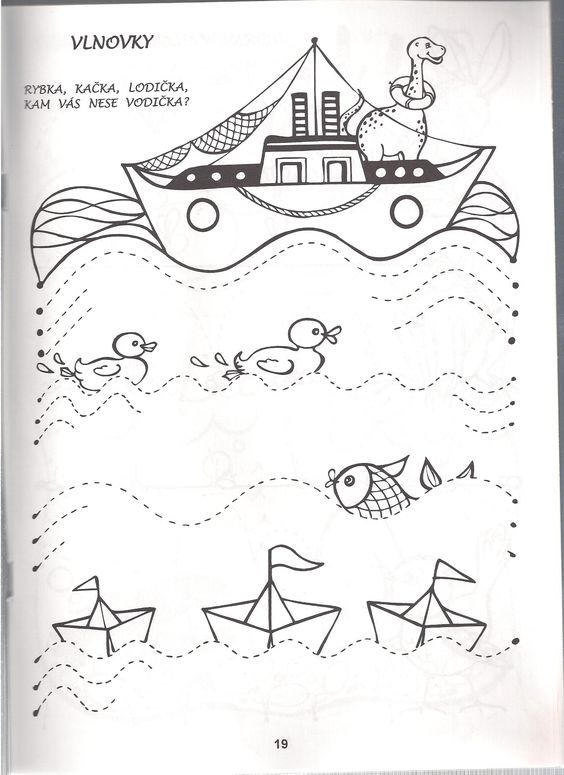 VLNOVKY
RYBKA, KAČKA, LODIČKA,
KAM VÁS NESE VODIČKA?
19